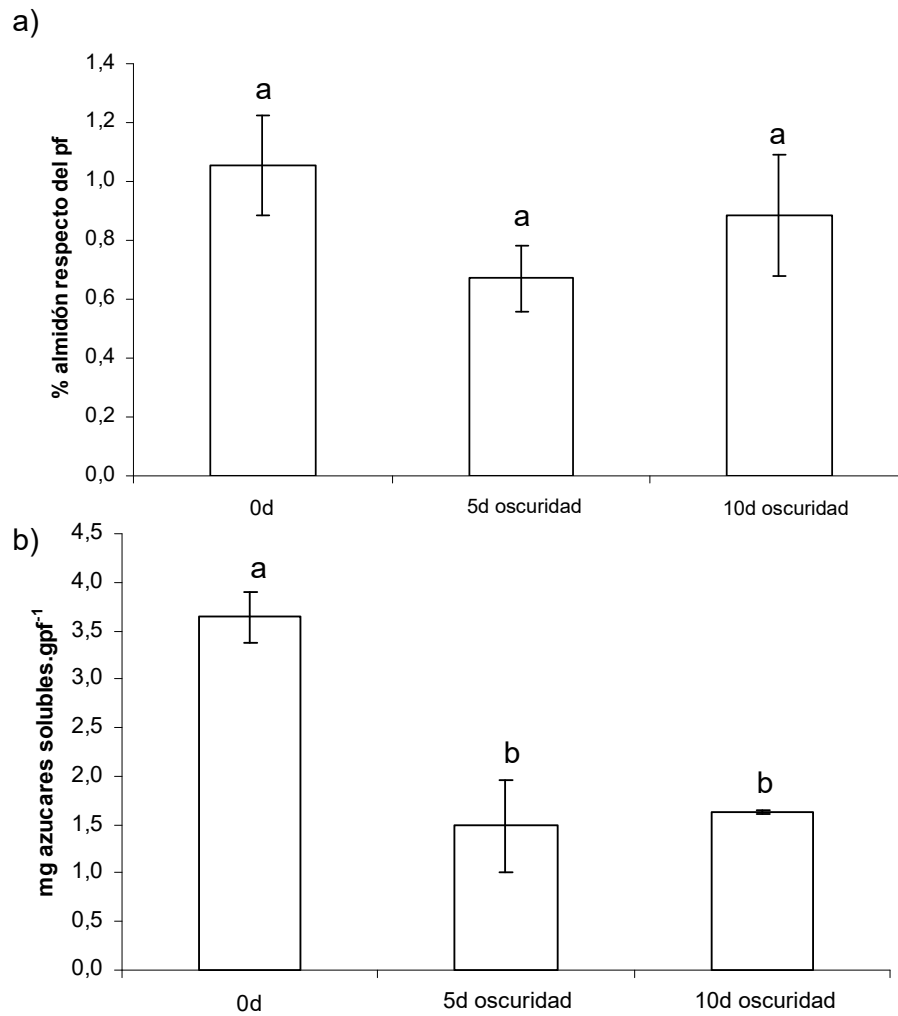 a)
1,4
1,2
1,0
0,8
0,6
0,4
0,2
0,0
% almidón respecto del pf
a
a
a
0d
5d oscuridad
10d oscuridad
b)
4,5
4,0
3,5
3,0
2,5
2,0
1,5
1,0
0,5
0,0
mg azucares solubles.gpf⁻¹
a
b
b
0d
5d oscuridad
10d oscuridad